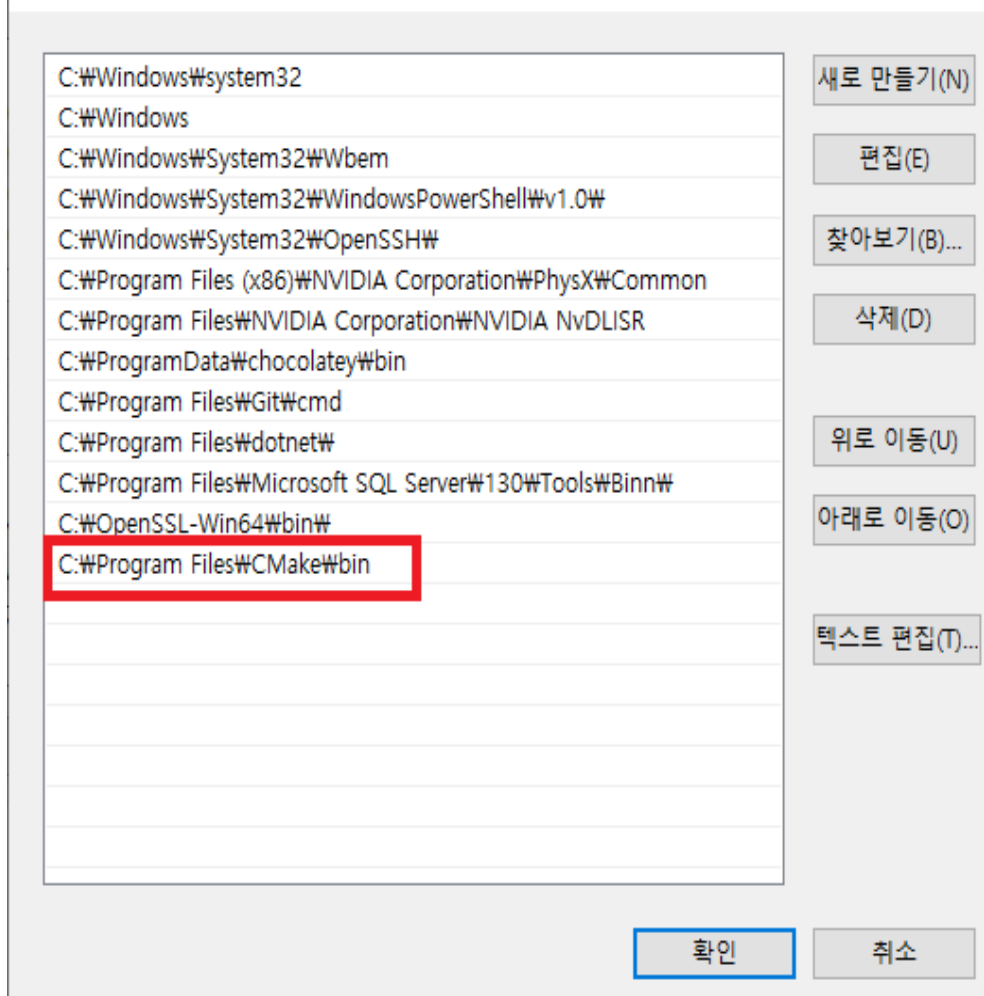 C:₩Windows₩system32
C:₩Windows
C:₩Windows₩System32₩Wbem
C:₩Windows₩System32₩WindowsPowerShell₩v1.0₩
C:₩Windows₩System32₩OpenSSH₩
C:₩Program Files (x86)₩NVIDIA Corporation₩PhysX₩Common
C:₩Program Files₩NVIDIA Corporation₩NVIDIA NvDLISR
C:₩ProgramData₩chocolatey₩bin
C:₩Program Files₩Git₩cmd
C:₩Program Files₩dotnet₩
C:₩Program Files₩Microsoft SQL Server₩130₩Tools₩Binn₩
C:₩OpenSSL-Win64₩bin₩
C:₩Program Files₩CMake₩bin
새로 만들기(N)
편집(E)
찾아보기(B)...
삭제(D)
위로 이동(U)
아래로 이동(O)
텍스트 편집(T)...
확인
취소